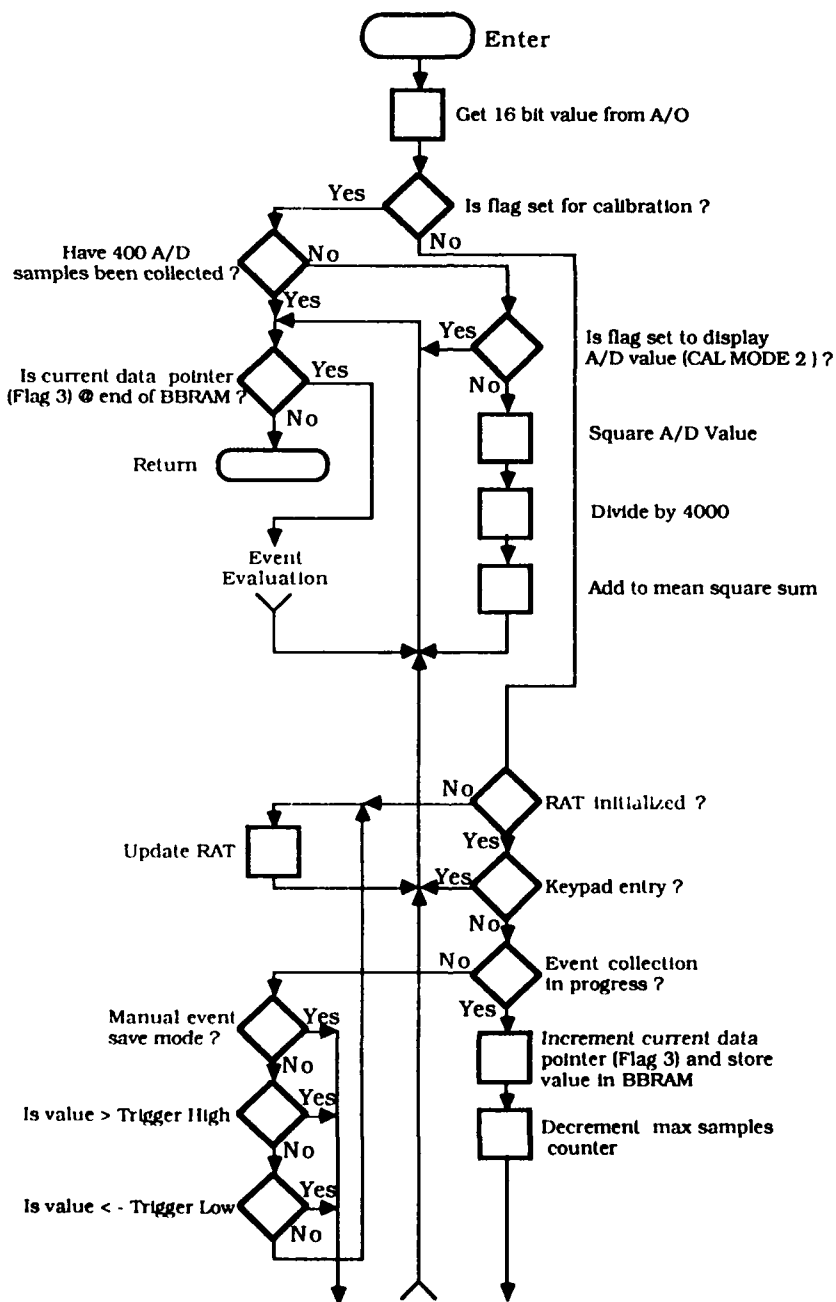 Enter
Get 16 bit value from A/O
Yes
Is flag set for calibration ?
No
Have 400 A/D
samples been collected ?
No
Yes
Yes
Is flag set to display
A/D value (CAL MODE 2 ) ?
No
Is current data pointer
(Flag 3) @ end of BBRAM ?
Yes
No
Square A/D Value
Return
Divide by 4000
Event
Evaluation
Add to mean square sum
No
RAT initialized ?
Yes
Update RAT
Yes
Keypad entry ?
No
No
Event collection
in progress ?
Yes
Manual event
save mode ?
Yes
No
Increment current data
pointer (Flag 3) and store
value in BBRAM
Is value > Trigger High
Yes
No
Decrement max samples
counter
Is value < - Trigger Low
Yes
No